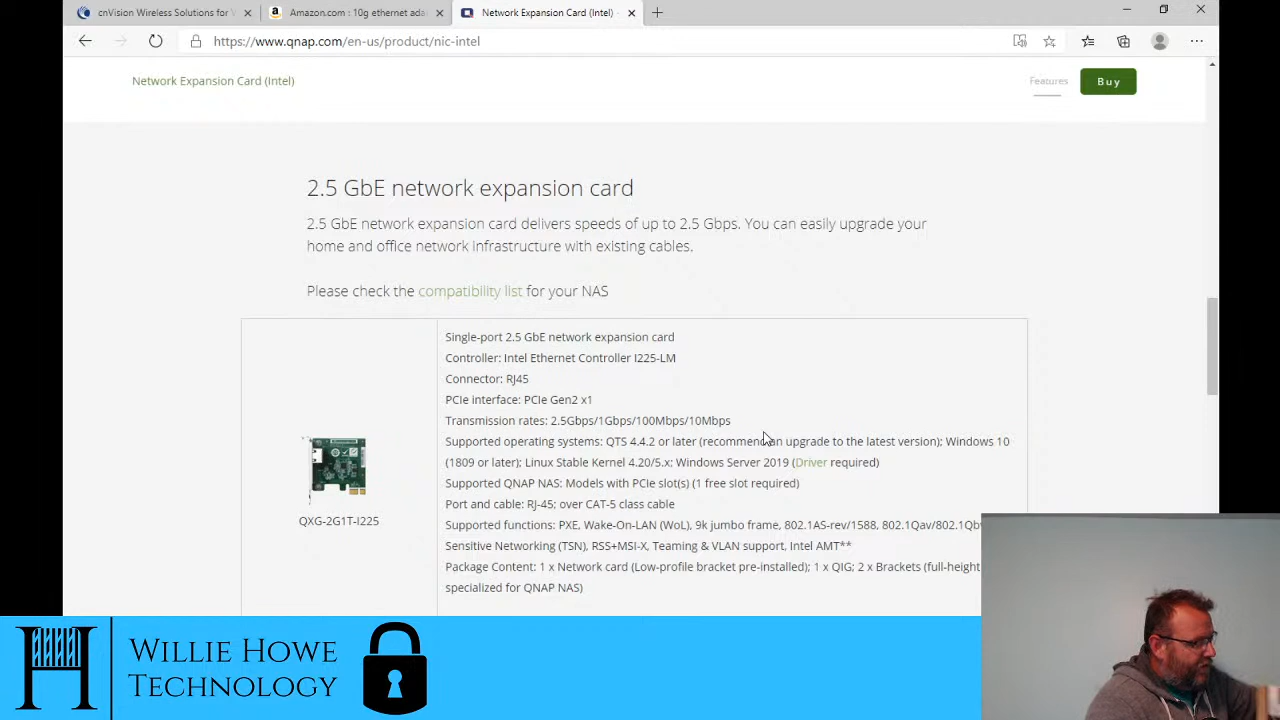 cnVision Wireless Solutions for V
Amazon.com : 10g ethernet ada
Network Expansion Card (Intel) -
https://www.qnap.com/en-us/product/nic-intel
Network Expansion Card (Intel)
Features
Buy
2.5 GbE network expansion card
2.5 GbE network expansion card delivers speeds of up to 2.5 Gbps. You can easily upgrade your
home and office network infrastructure with existing cables.
Please check the compatibility list for your NAS
Single-port 2.5 GbE network expansion card
Controller: Intel Ethernet Controller I225-LM
Connector: RJ45
PCIe interface: PCIe Gen2 x1
Transmission rates: 2.5Gbps/1Gbps/100Mbps/10Mbps
Supported operating systems: QTS 4.4.2 or later (recommend an upgrade to the latest version); Windows 10
(1809 or later); Linux Stable Kernel 4.20/5.x; Windows Server 2019 (Driver required)
Supported QNAP NAS: Models with PCIe slot(s) (1 free slot required)
Port and cable: RJ-45; over CAT-5 class cable
Supported functions: PXE, Wake-On-LAN (WoL), 9k jumbo frame, 802.1AS-rev/1588, 802.1Qav/802.1Qbv
Sensitive Networking (TSN), RSS+MSI-X, Teaming & VLAN support, Intel AMT**
Package Content: 1 x Network card (Low-profile bracket pre-installed); 1 x QIG; 2 x Brackets (full-height
specialized for QNAP NAS)
QXG-2G1T-I225
WILLIE HOWE
TECHNOLOGY